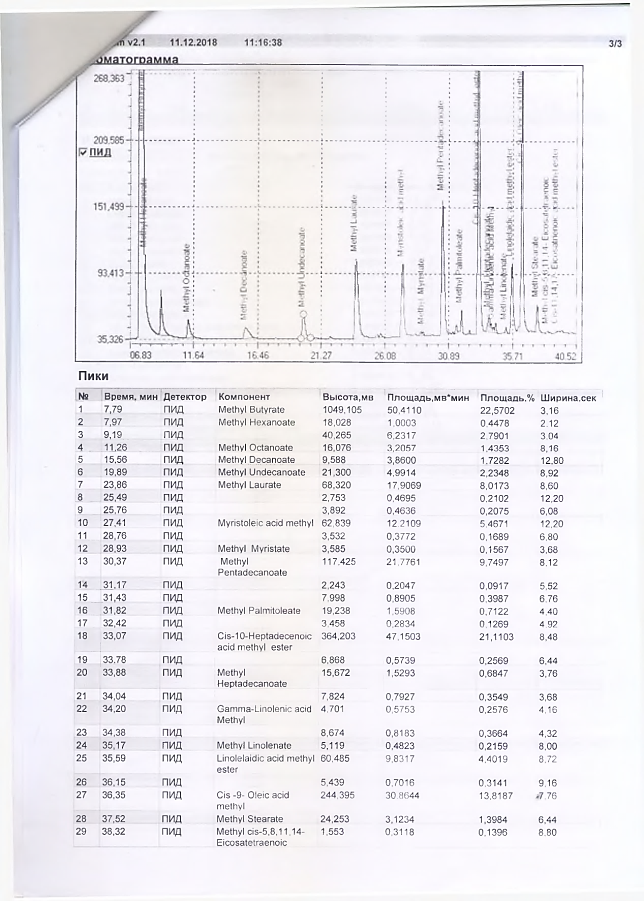 m v2.1 11.12.2018 11:16:38 3/3
оматограмма
268,363
209,585
ПИД
151,499
93,413
35,326
06.83 11.64 16.46 21.27 26.08 30.89 35.71 40.52
Methyl Hexanoate
Methyl Octanoate
Methyl Decanoate
Methyl Undecanoate
Methyl Laurate
Myristoleic acid methyl
Methyl Myristate
Methyl Pentadecanoate
Methyl Palmitoleate
Methyl Linolenate
Methyl Stearate
Пики
№ Время, мин Детектор Компонент Высота,мв Площадь,мв*мин Площадь,% Ширина.сек
1 7,79 ПИД Methyl Butyrate 1049,105 50,4110 22,5702 3,16
2 7,97 ПИД Methyl Hexanoate 18,028 1,0003 0,4478 2,12
3 9,19 ПИД 40,265 6,2317 2,7901 3,04
4 11,26 ПИД Methyl Octanoate 16,076 3,2057 1,4353 8,16
5 15,56 ПИД Methyl Decanoate 9,588 3,8600 1,7282 12,80
6 19,89 ПИД Methyl Undecanoate 21,300 4,9914 2,2348 8,92
7 23,86 ПИД Methyl Laurate 68,320 17,9069 8,0173 8,60
8 25,49 ПИД 2,753 0,4695 0,2102 12,20
9 25,76 ПИД 3,892 0,4636 0,2075 6,08
10 27,41 ПИД Myristoleic acid methyl 62,839 12,2109 5,4671 12,20
11 28,76 ПИД 3,532 0,3772 0,1689 6,80
12 28,93 ПИД Methyl Myristate 3,585 0,3500 0,1567 3,68
13 30,37 ПИД Methyl 117,425 21,7761 9,7497 8,12
Pentadecanoate
14 31,17 ПИД 2,243 0,2047 0,0917 5,52
15 31,43 ПИД 7,998 0,8905 0,3987 6,76
16 31,82 ПИД Methyl Palmitoleate 19,238 1,5908 0,7122 4,40
17 32,42 ПИД 3,458 0,2834 0,1269 4,92
18 33,07 ПИД Cis-10-Heptadecenoic 364,203 47,1503 21,1103 8,48
acid methyl ester
19 33,78 ПИД 6,868 0,5739 0,2569 6,44
20 33,88 ПИД Methyl 15,672 1,5293 0,6847 3,76
Heptadecanoate
21 34,04 ПИД 7,824 0,7927 0,3549 3,68
22 34,20 ПИД Gamma-Linolenic acid 4,701 0,5753 0,2576 4,16
Methyl
23 34,38 ПИД 8,674 0,8183 0,3664 4,32
24 35,17 ПИД Methyl Linolenate 5,119 0,4823 0,2159 8,00
25 35,59 ПИД Linolelaidic acid methyl 60,485 9,8317 4,4019 8,72
ester
26 36,15 ПИД 5,439 0,7016 0,3141 9,16
27 36,35 ПИД Cis -9- Oleic acid 244,395 30,8644 13,8187 7,76
methyl
28 37,52 ПИД Methyl Stearate 24,253 3,1234 1,3984 6,44
29 38,32 ПИД Methyl cis-5,8,11,14- 1,553 0,3118 0,1396 8,80
Eicosatetraenoic